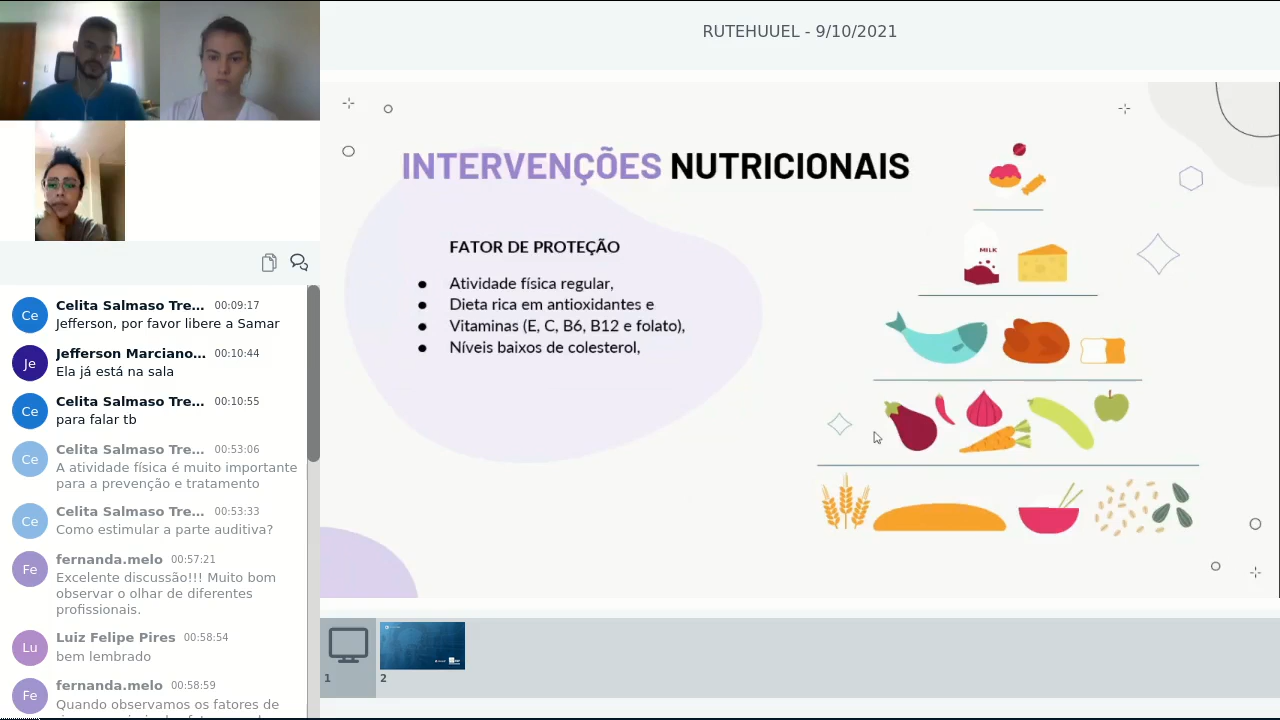 RUTEHUUEL - 9/10/2021
INTERVENÇÕES NUTRICIONAIS
FATOR DE PROTEÇÃO
● Atividade física regular,
● Dieta rica em antioxidantes e
● Vitaminas (E, C, B6, B12 e folato),
● Níveis baixos de colesterol,
MILK
Ce Celita Salmaso Tre... 00:09:17
Jefferson, por favor libere a Samar
Je Jefferson Marciano... 00:10:44
Ela já está na sala
Ce Celita Salmaso Tre... 00:10:55
para falar tb
Ce Celita Salmaso Tre... 00:53:06
A atividade física é muito importante
para a prevenção e tratamento
Ce Celita Salmaso Tre... 00:53:33
Como estimular a parte auditiva?
Fe fernanda.melo 00:57:21
Excelente discussão!!! Muito bom
observar o olhar de diferentes
profissionais.
Lu Luiz Felipe Pires 00:58:54
bem lembrado
Fe fernanda.melo 00:58:59
Quando observamos os fatores de
1
2